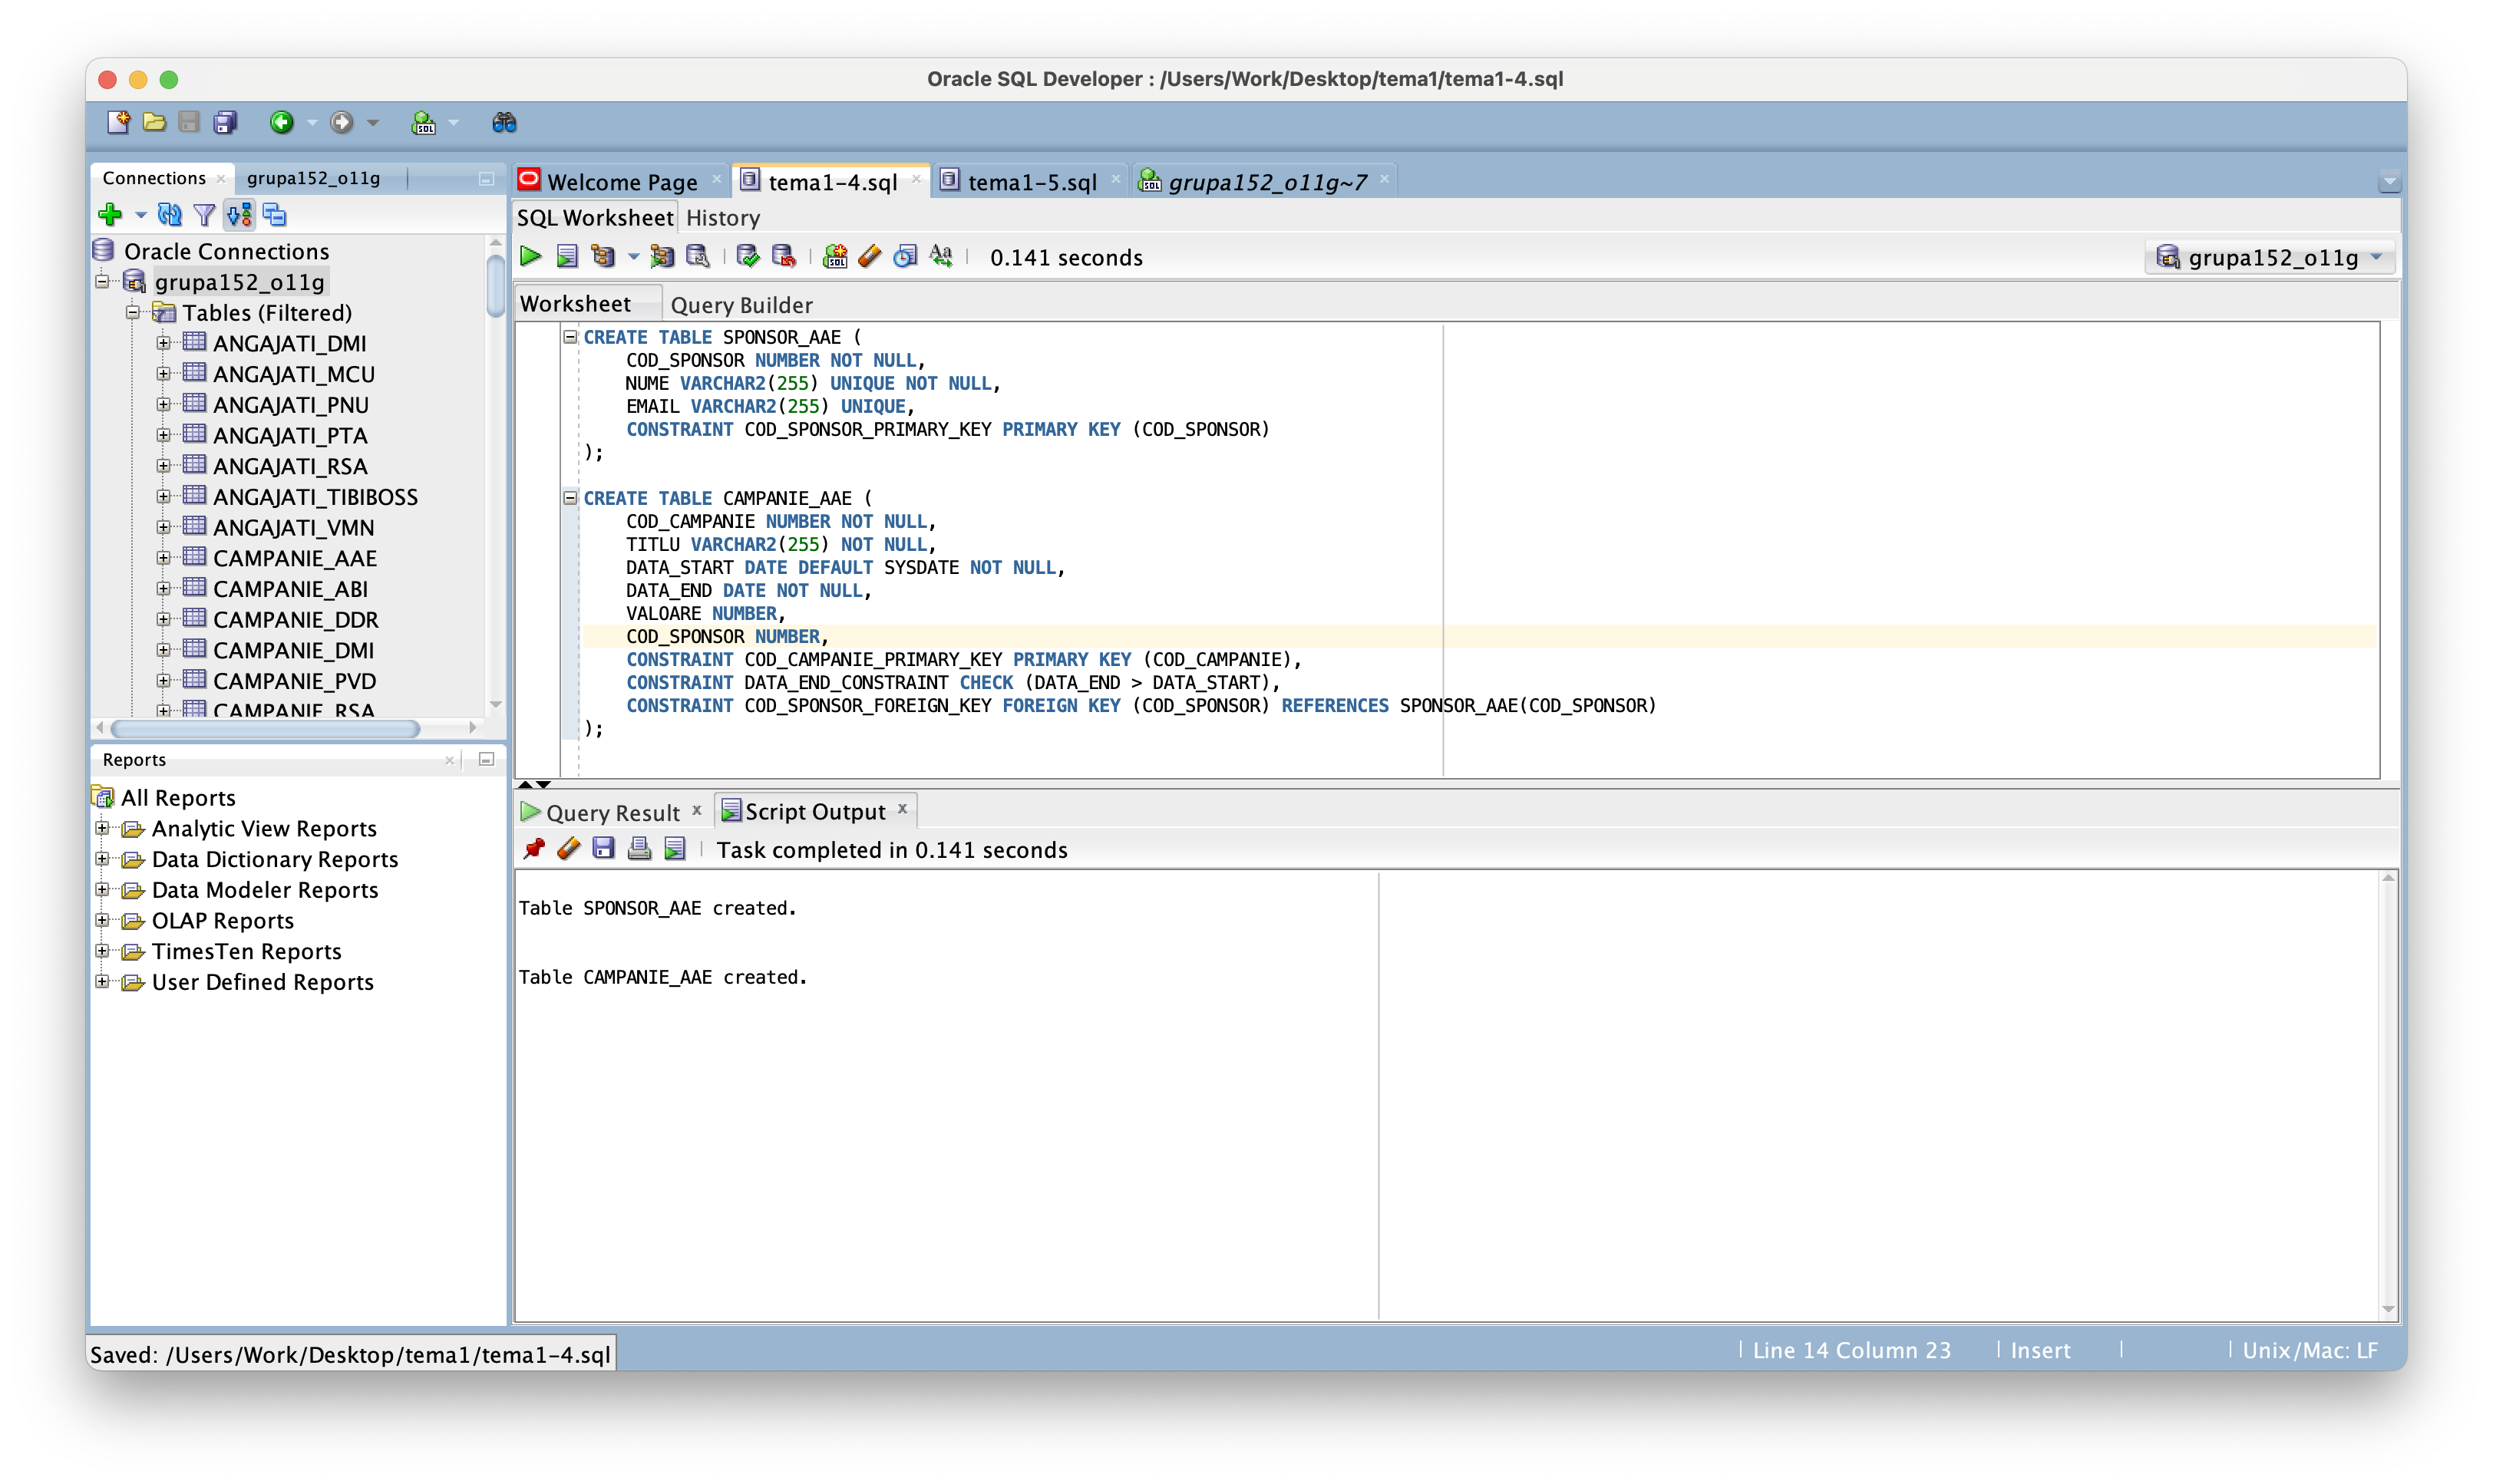 Oracle SQL Developer : /Users/Work/Desktop/tema1/tema1-4.sql
Connections
grupa152_o11g
Oracle Connections
grupa152_o11g
Tables (Filtered)
ANGAJATI_DMI
ANGAJATI_MCU
ANGAJATI_PNU
ANGAJATI_PTA
ANGAJATI_RSA
ANGAJATI_TIBIBOSS
ANGAJATI_VMN
CAMPANIE_AAE
CAMPANIE_ABI
CAMPANIE_DDR
CAMPANIE_DMI
CAMPANIE_PVD
CAMPANIE_RSA
Reports
All Reports
Analytic View Reports
Data Dictionary Reports
Data Modeler Reports
OLAP Reports
TimesTen Reports
User Defined Reports
Welcome Page
tema1-4.sql
tema1-5.sql
grupa152_o11g~7
SQL Worksheet
History
0.141 seconds
grupa152_o11g
Worksheet
Query Builder
CREATE TABLE SPONSOR_AAE (
COD_SPONSOR NUMBER NOT NULL,
NUME VARCHAR2(255) UNIQUE NOT NULL,
EMAIL VARCHAR2(255) UNIQUE,
CONSTRAINT COD_SPONSOR_PRIMARY_KEY PRIMARY KEY (COD_SPONSOR)
);
CREATE TABLE CAMPANIE_AAE (
COD_CAMPANIE NUMBER NOT NULL,
TITLU VARCHAR2(255) NOT NULL,
DATA_START DATE DEFAULT SYSDATE NOT NULL,
DATA_END DATE NOT NULL,
VALOARE NUMBER,
COD_SPONSOR NUMBER,
CONSTRAINT COD_CAMPANIE_PRIMARY_KEY PRIMARY KEY (COD_CAMPANIE),
CONSTRAINT DATA_END_CONSTRAINT CHECK (DATA_END > DATA_START),
CONSTRAINT COD_SPONSOR_FOREIGN_KEY FOREIGN KEY (COD_SPONSOR) REFERENCES SPONSOR_AAE(COD_SPONSOR)
);
Query Result
Script Output
Task completed in 0.141 seconds
Table SPONSOR_AAE created.
Table CAMPANIE_AAE created.
Saved: /Users/Work/Desktop/tema1/tema1-4.sql
Line 14 Column 23
Insert
Unix/Mac: LF